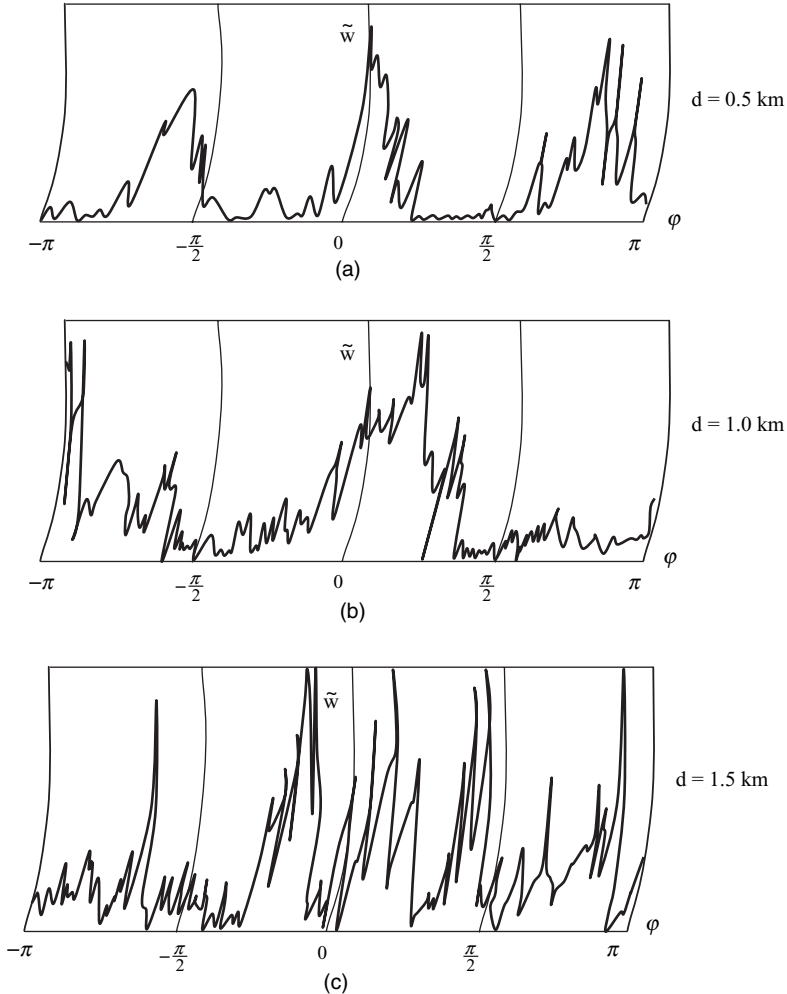 w̃
d = 0.5 km
φ
−π −π/2 0 π/2 π
(a)
w̃
d = 1.0 km
φ
−π −π/2 0 π/2 π
(b)
w̃
d = 1.5 km
φ
−π −π/2 0 π/2 π
(c)